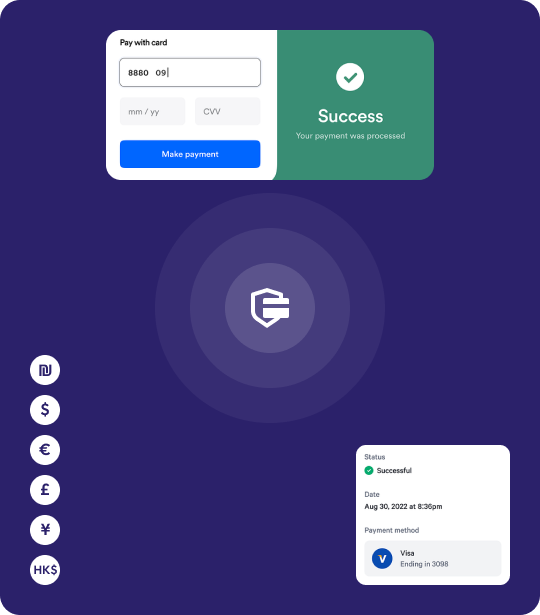 Pay with card
8880 09
mm / yy
CVV
Make payment
Success
Your payment was processed
₪
$
€
£
¥
HK$
Status
Successful
Date
Aug 30, 2022 at 8:36pm
Payment method
V
Visa
Ending in 3098